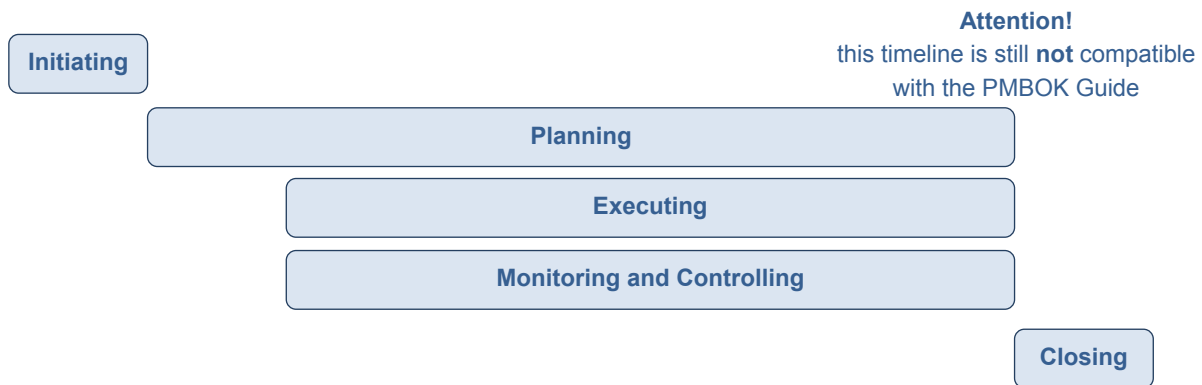 Attention!
this timeline is still not compatible
with the PMBOK Guide
Initiating
Planning
Executing
Monitoring and Controlling
Closing